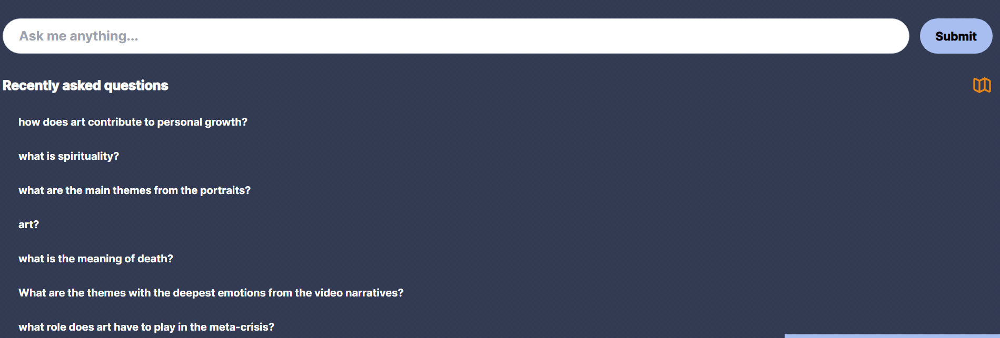 Ask me anything...
Submit
Recently asked questions
how does art contribute to personal growth?
what is spirituality?
what are the main themes from the portraits?
art?
what is the meaning of death?
What are the themes with the deepest emotions from the video narratives?
what role does art have to play in the meta-crisis?